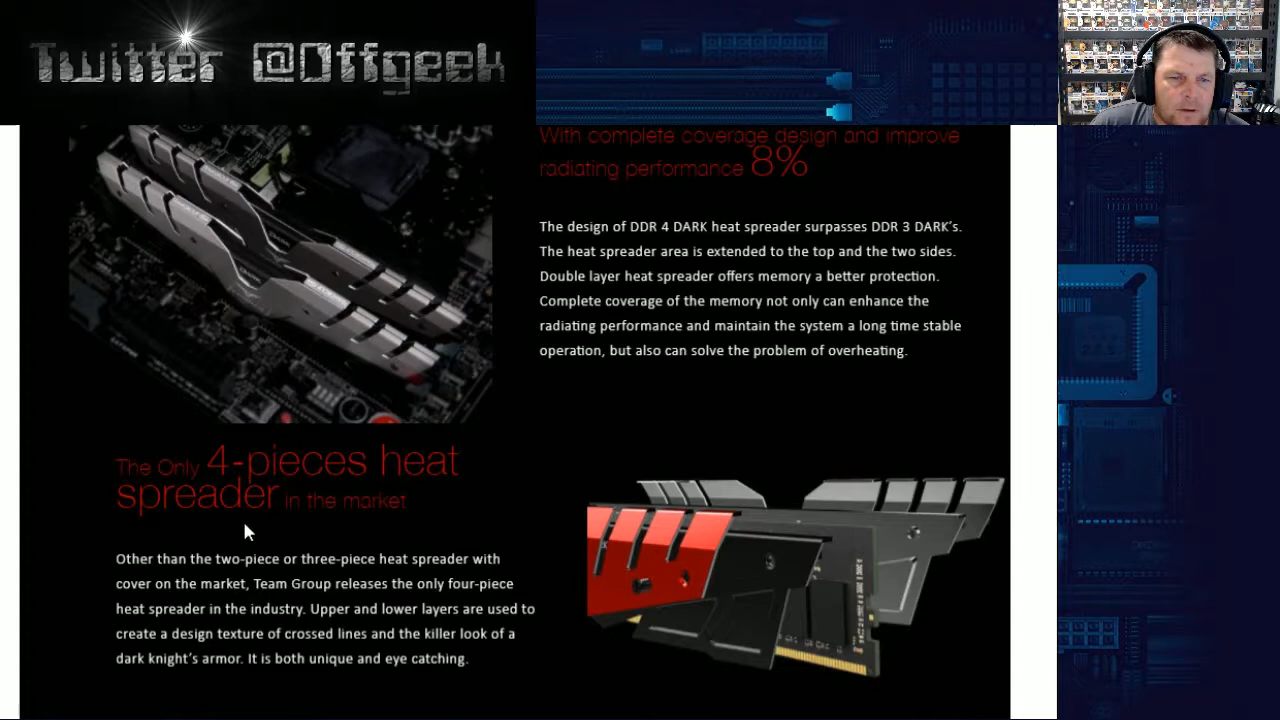 Twitter @Offgeek
With complete coverage design and improve
radiating performance 8%
The design of DDR 4 DARK heat spreader surpasses DDR 3 DARK's.
The heat spreader area is extended to the top and the two sides.
Double layer heat spreader offers memory a better protection.
Complete coverage of the memory not only can enhance the
radiating performance and maintain the system a long time stable
operation, but also can solve the problem of overheating.
The Only 4-pieces heat
spreader in the market
Other than the two-piece or three-piece heat spreader with
cover on the market, Team Group releases the only four-piece
heat spreader in the industry. Upper and lower layers are used to
create a design texture of crossed lines and the killer look of a
dark knight's armor. It is both unique and eye catching.